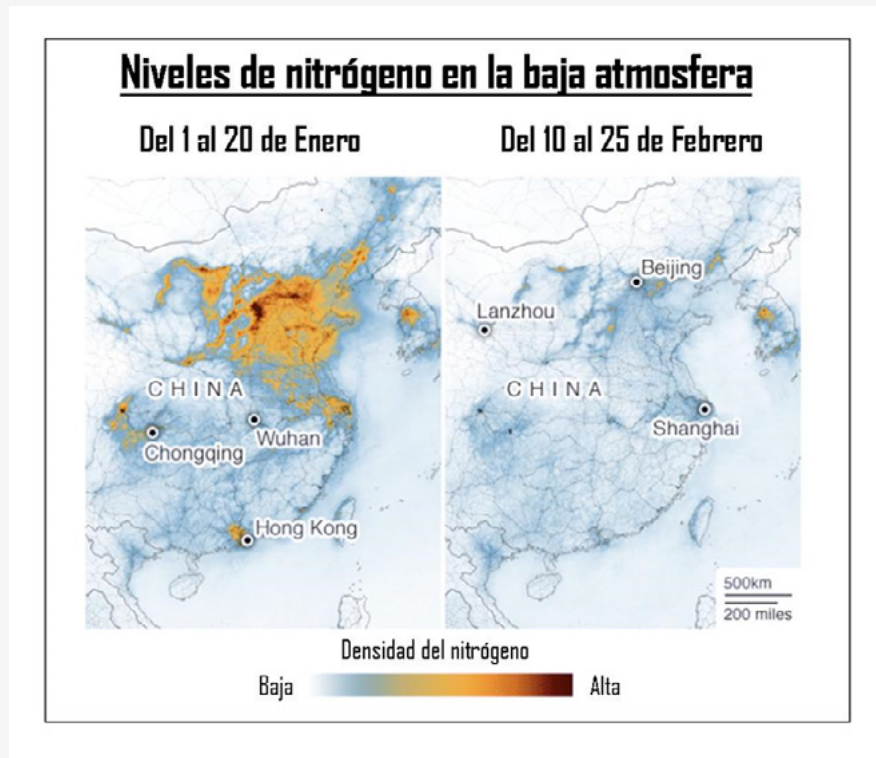 Niveles de nitrógeno en la baja atmosfera
Del 1 al 20 de Enero
Del 10 al 25 de Febrero
Beijing
Lanzhou
CHINA
CHINA
Wuhan
Chongqing
Shanghai
Hong Kong
500km
200 miles
Densidad del nitrógeno
Baja
Alta